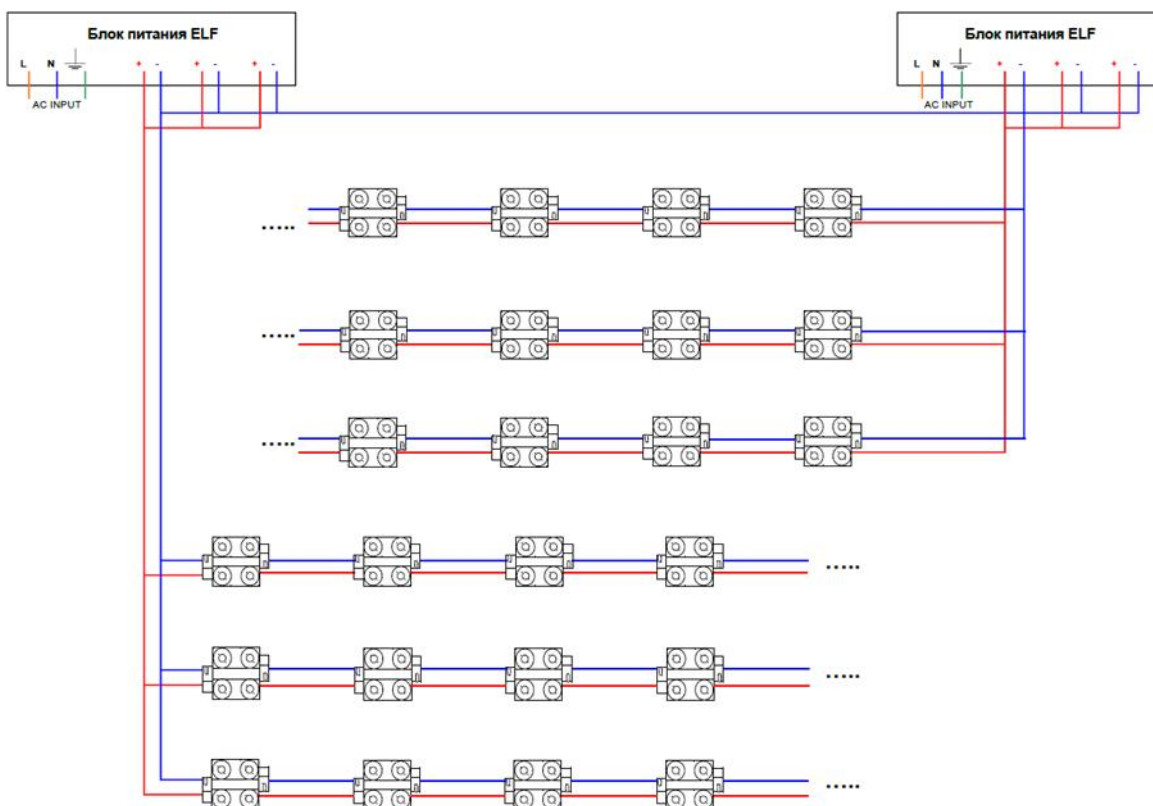 Блок питания ELF
L N + - + - + -
AC INPUT
Блок питания ELF
L N + - + - + -
AC INPUT
.....
.....
.....
.....
.....
.....